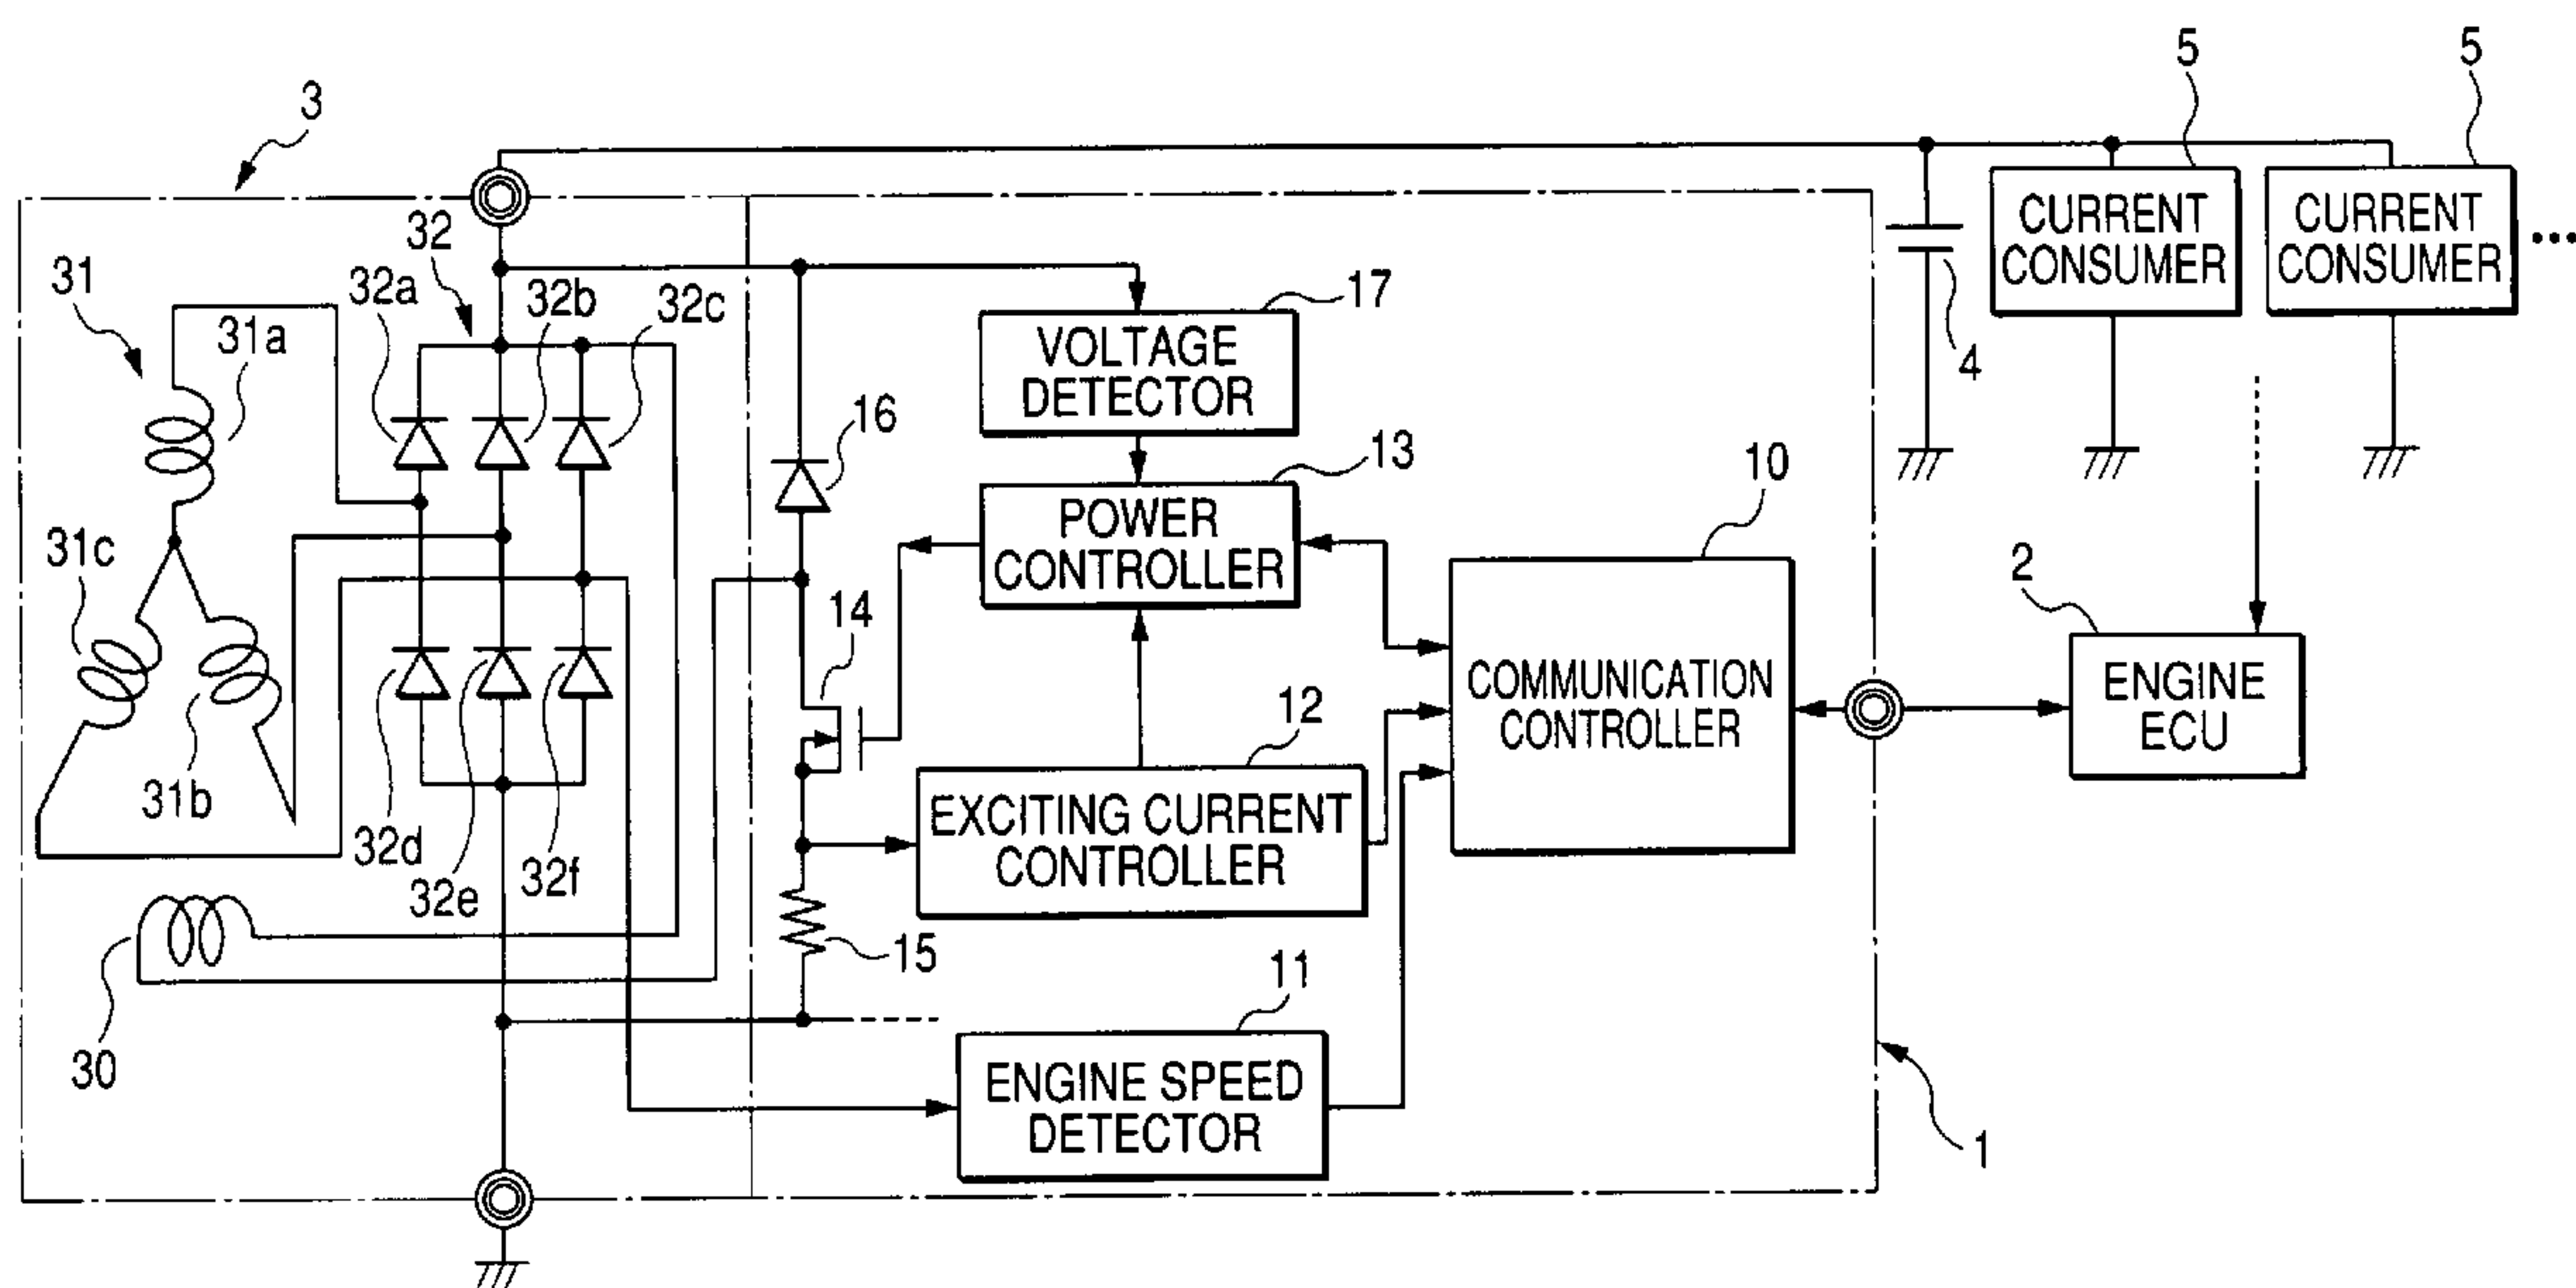 5
5
3
CURRENT
CONSUMER
CURRENT
CONSUMER
...
32
31
32a
32b
32c
17
31a
VOLTAGE
DETECTOR
4
16
13
10
POWER
CONTROLLER
31c
2
14
ENGINE
ECU
COMMUNICATION
CONTROLLER
12
31b
EXCITING CURRENT
CONTROLLER
32d
32e
32f
15
11
30
ENGINE SPEED
DETECTOR
1